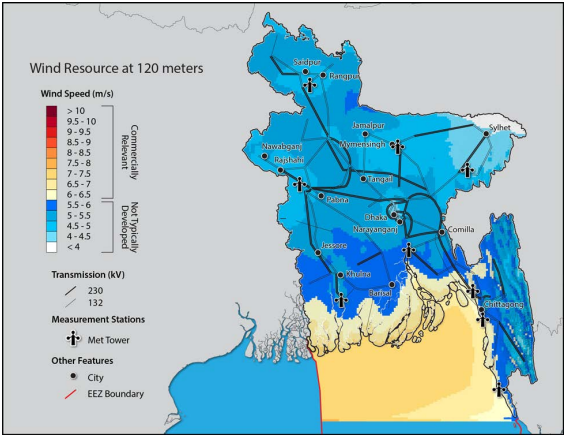 Wind Resource at 120 meters
Wind Speed (m/s)
> 10
9.5 - 10
9 - 9.5
8.5 - 9
8 - 8.5
7.5 - 8
7 - 7.5
6.5 - 7
6 - 6.5
5.5 - 6
5 - 5.5
4.5 - 5
4 - 4.5
< 4
Commercially
Relevant
Not Typically
Developed
Transmission (kV)
230
132
Measurement Stations
Met Tower
Other Features
City
EEZ Boundary
Saidpur
Rangpur
Jamalpur
Mymensingh
Sylhet
Nawabganj
Rajshahi
Tangail
Pabna
Dhaka
Narayanganj
Comilla
Jessore
Khulna
Barisal
Chittagong